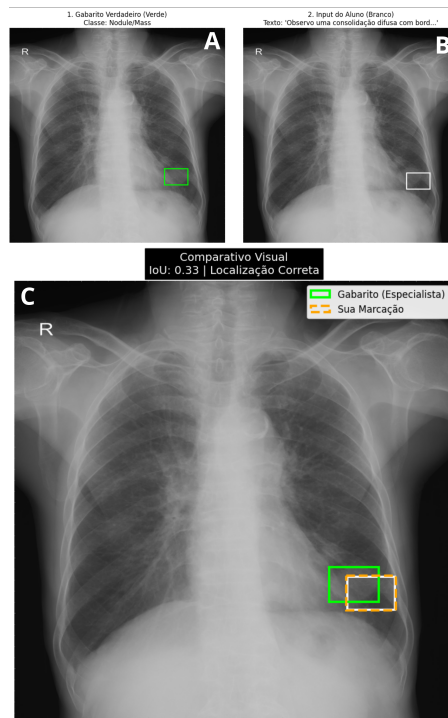 1. Gabarito Verdadeiro (Verde)
Classe: Nodule/Mass
A
R
2. Input do Aluno (Branco)
Texto: 'Observo uma consolidação difusa com bord...'
B
R
Comparativo Visual
IoU: 0.33 | Localização Correta
C
Gabarito (Especialista)
Sua Marcação
R